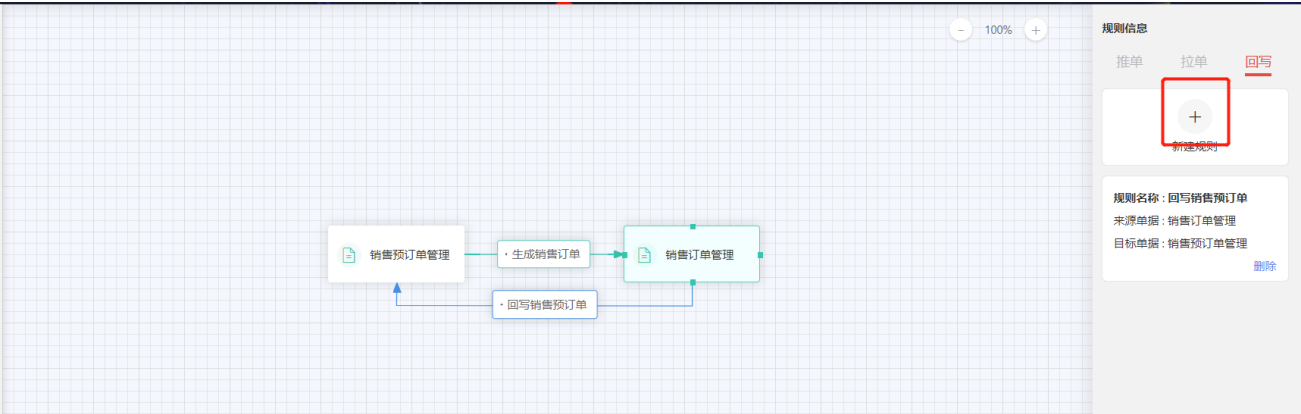 - 100% +
规则信息
推单 拉单 回写
+
新建规则
规则名称 : 回写销售预订单
来源单据 : 销售订单管理
目标单据 : 销售预订单管理
删除
销售预订单管理
· 生成销售订单
销售订单管理
· 回写销售预订单